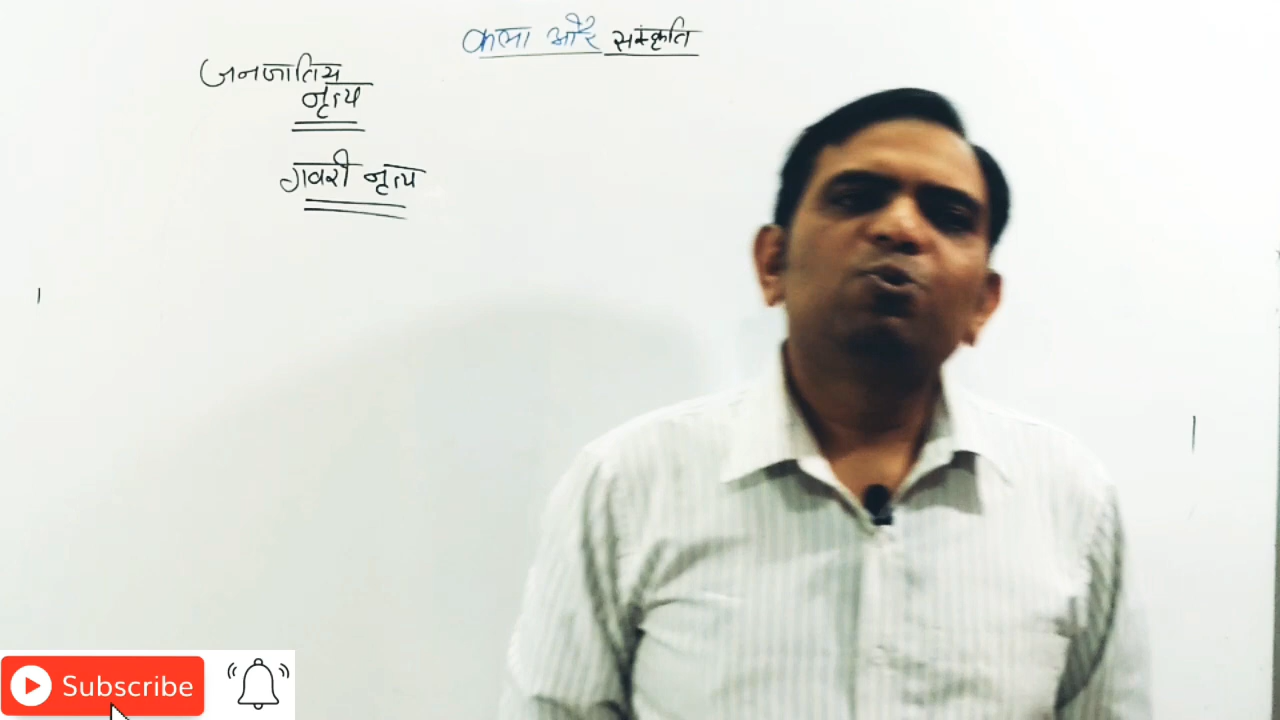 कला और संस्कृति
जनजातिय
नृत्य
गवरी नृत्य
Subscribe